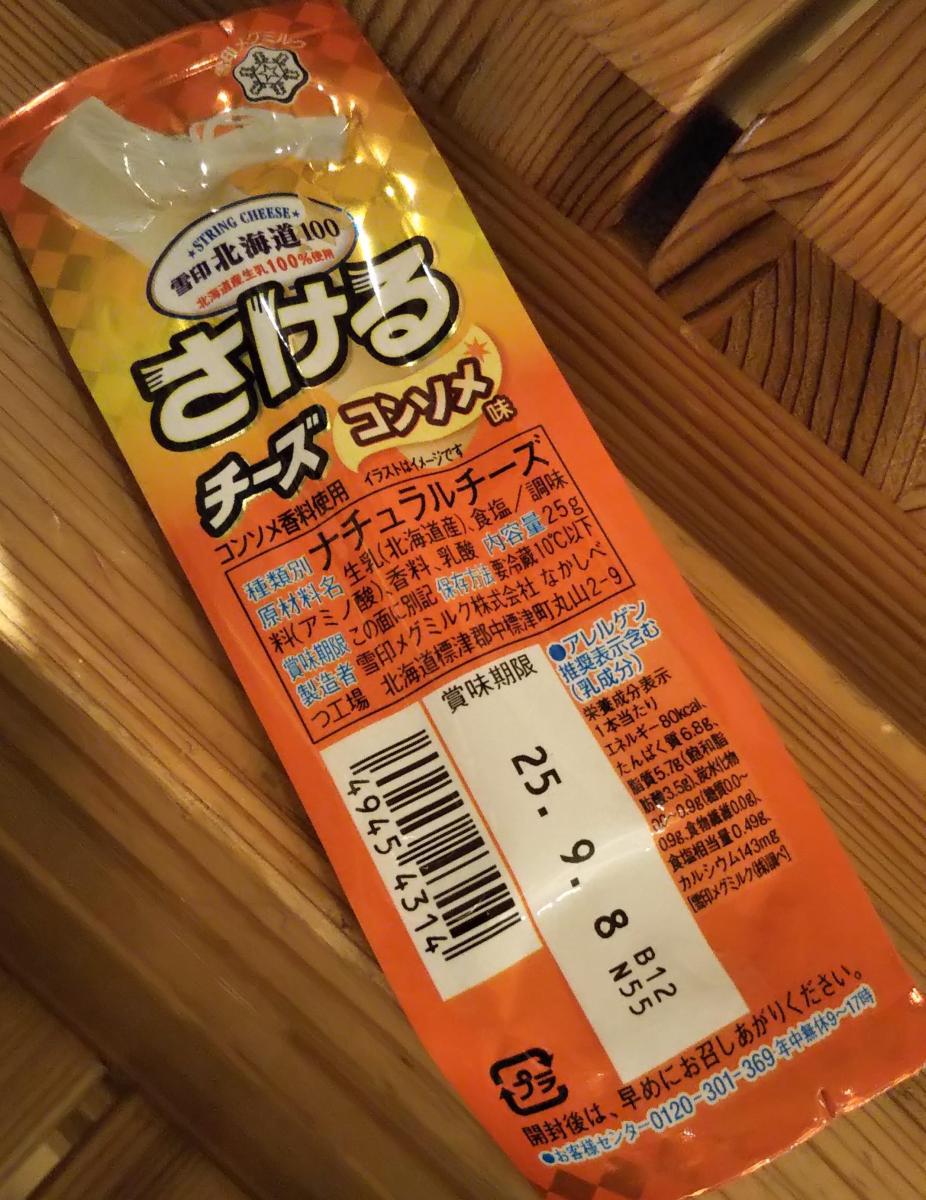 雪印メグミルク
★STRING CHEESE★
雪印 北海道100
北海道産生乳100%使用
さける
チーズ
コンソメ味
コンソメ香料使用 イラストはイメージです
種類別 ナチュラルチーズ
原材料名 生乳(北海道産)、食塩/調味
料(アミノ酸)、香料、乳酸 内容量 25g
賞味期限 この面に別記 保存方法 要冷蔵10℃以下
製造者 雪印メグミルク株式会社 なかしべ
つ工場 北海道標津郡中標津町丸山2-9
●アレルゲン
推奨表示含む
(乳成分)
栄養成分表示
1本当たり
エネルギー80kcal、
たんぱく質6.8g、
脂質5.7g(飽和脂
肪酸3.5g)、炭水化物
0.0~0.9g(糖質0.0~
0.9g、食物繊維0.0g)、
食塩相当量0.49g、
カルシウム143mg
[雪印メグミルク(株)調べ]
賞味期限
25. 9. 8
B12
N55
4945 4314
プラ
開封後は、早めにお召しあがりください。
●お客様センター0120-301-369 年中無休9~17時